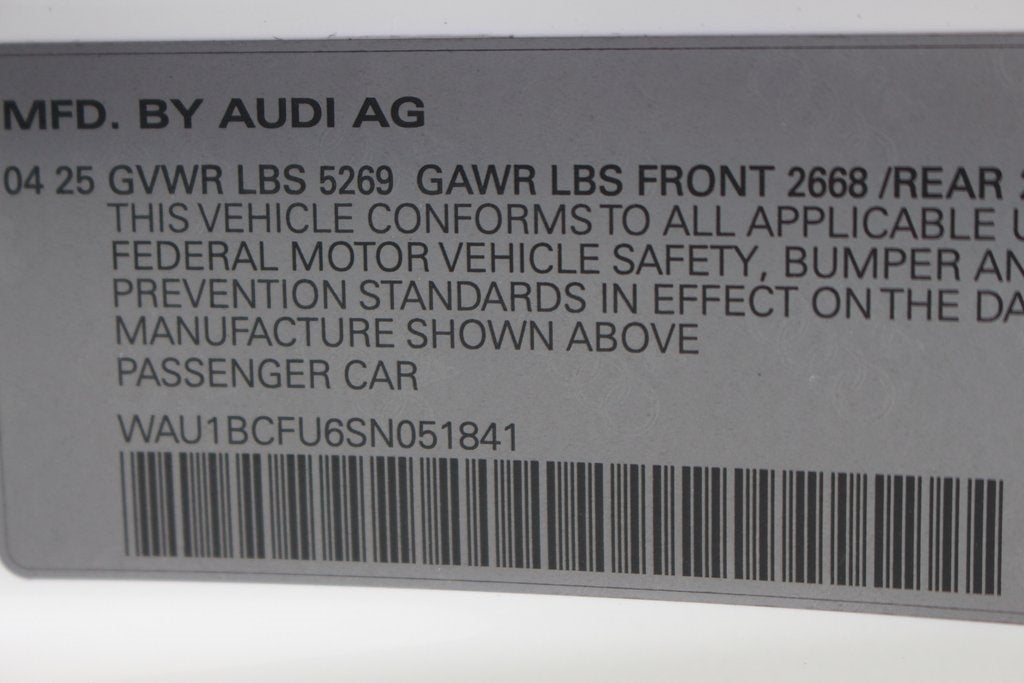 MFD. BY AUDI AG
04 25 GVWR LBS 5269 GAWR LBS FRONT 2668 /REAR
THIS VEHICLE CONFORMS TO ALL APPLICABLE
FEDERAL MOTOR VEHICLE SAFETY, BUMPER
PREVENTION STANDARDS IN EFFECT ON THE
MANUFACTURE SHOWN ABOVE
PASSENGER CAR
WAU1BCFU6SN051841